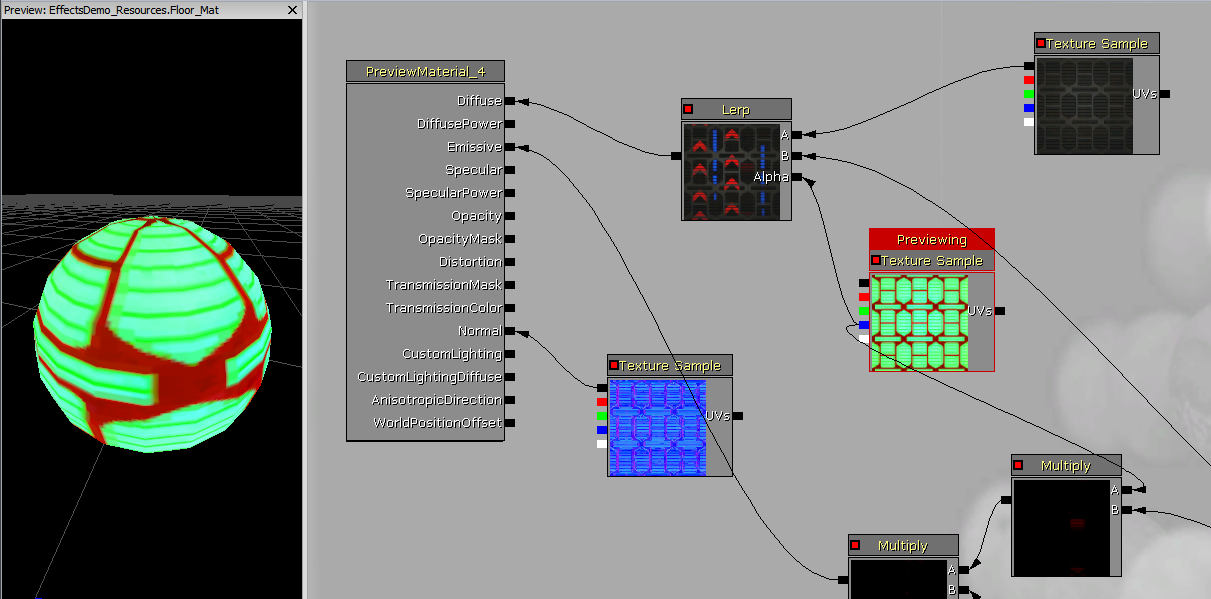 Preview: EffectsDemo_Resources.Floor_Mat
PreviewMaterial_4
Diffuse
DiffusePower
Emissive
Specular
SpecularPower
Opacity
OpacityMask
Distortion
TransmissionMask
TransmissionColor
Normal
CustomLighting
CustomLightingDiffuse
AnisotropicDirection
WorldPositionOffset
Lerp
A
B
Alpha
Texture Sample
UVs
Previewing
Texture Sample
UVs
Texture Sample
UVs
Multiply
A
B
Multiply
A
B